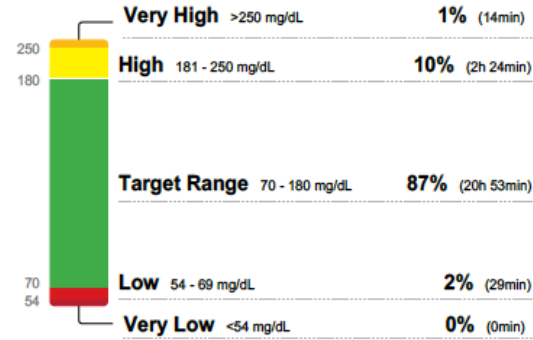 Very High >250 mg/dL 1% (14min)
250
High 181 - 250 mg/dL 10% (2h 24min)
180
Target Range 70 - 180 mg/dL 87% (20h 53min)
70
Low 54 - 69 mg/dL 2% (29min)
54
Very Low <54 mg/dL 0% (0min)